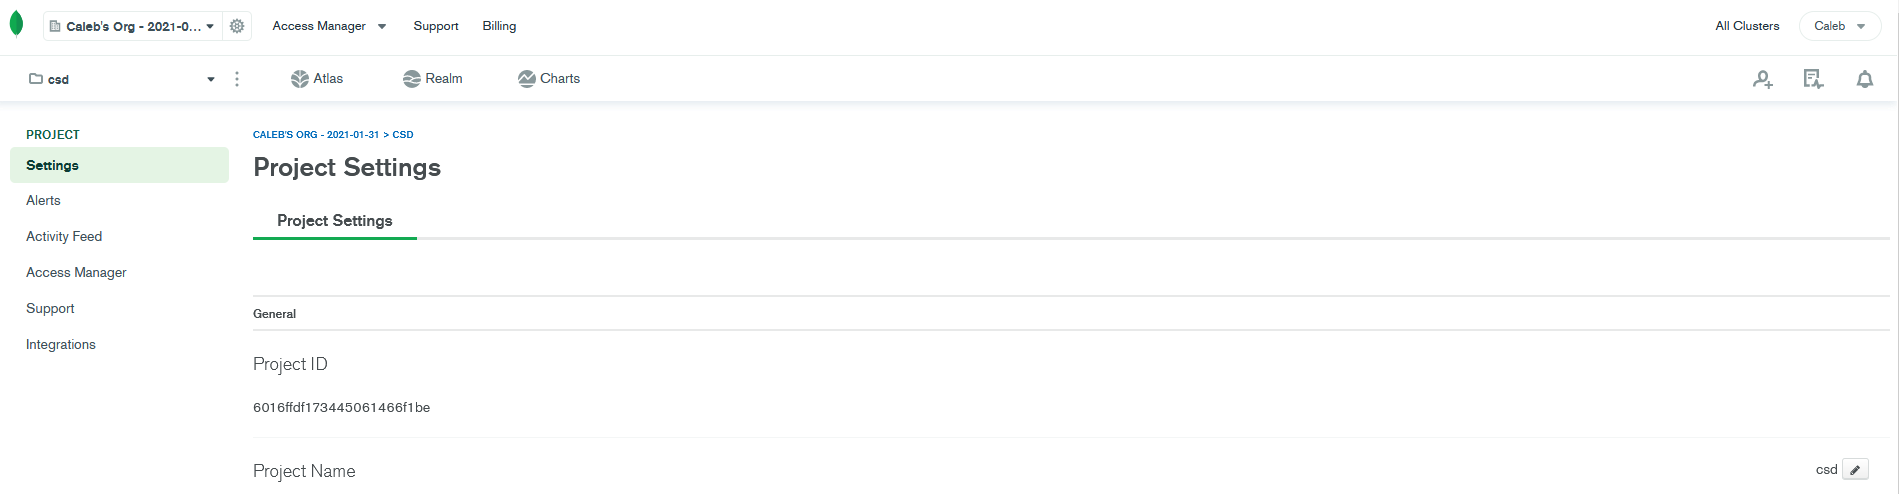 Caleb's Org - 2021-0... Access Manager Support Billing All Clusters Caleb
csd Atlas Realm Charts
PROJECT
Settings
Alerts
Activity Feed
Access Manager
Support
Integrations
CALEB'S ORG - 2021-01-31 > CSD
Project Settings
Project Settings
General
Project ID
6016ffdf173445061466f1be
Project Name csd